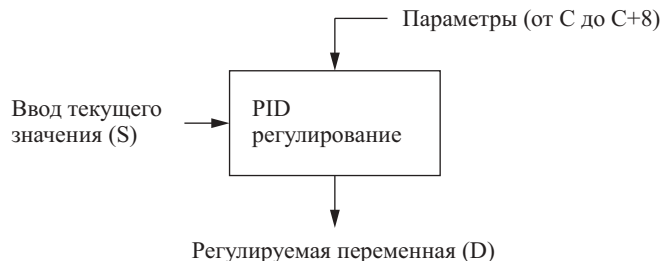 Параметры (от C до C+8)
Ввод текущего
значения (S)
PID
регулирование
Регулируемая переменная (D)